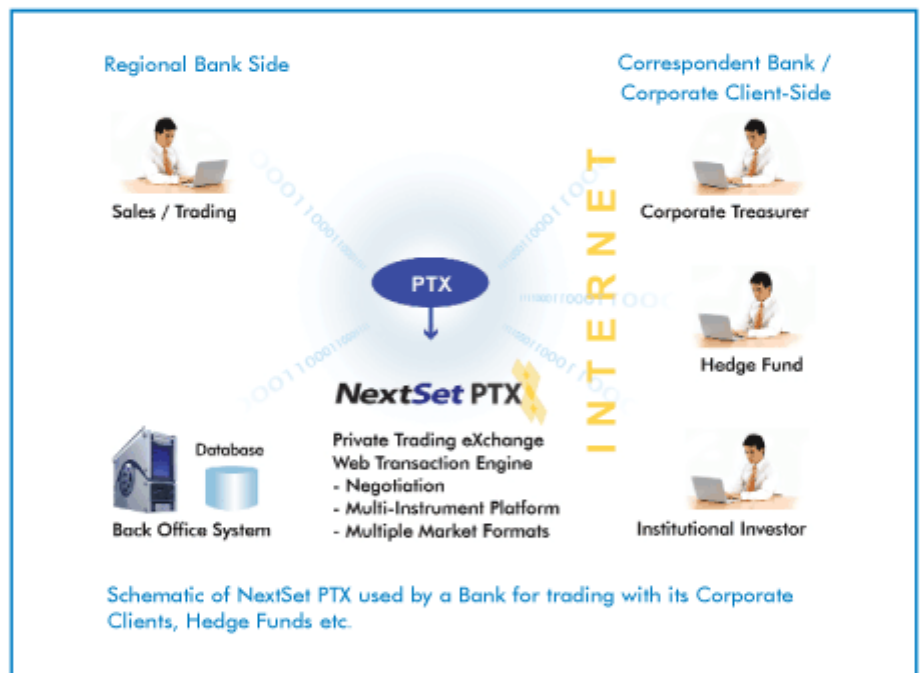 Regional Bank Side
Correspondent Bank /
Corporate Client-Side
Sales / Trading
INTERNET
Corporate Treasurer
PTX
Hedge Fund
NextSet PTX
Database
Back Office System
Private Trading eXchange
Web Transaction Engine
- Negotiation
- Multi-Instrument Platform
- Multiple Market Formats
Institutional Investor
Schematic of NextSet PTX used by a Bank for trading with its Corporate
Clients, Hedge Funds etc.